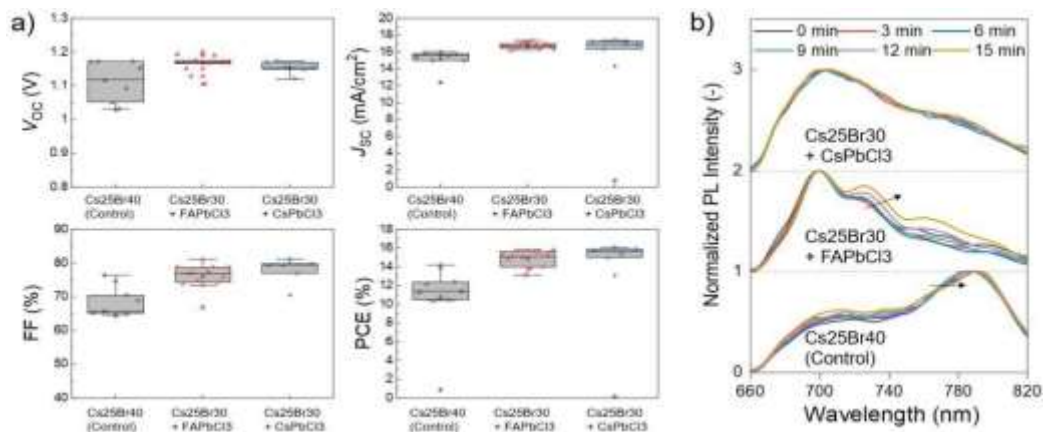 a)
V_OC (V)
1.3
1.2
1.1
1
0.9
0.8
Cs25Br40 (Control)
Cs25Br30 + FAPbCl3
Cs25Br30 + CsPbCl3
J_SC (mA/cm²)
20
18
16
14
12
10
8
6
4
2
0
Cs25Br40 (Control)
Cs25Br30 + FAPbCl3
Cs25Br30 + CsPbCl3
FF (%)
90
80
70
60
50
40
Cs25Br40 (Control)
Cs25Br30 + FAPbCl3
Cs25Br30 + CsPbCl3
PCE (%)
20
18
16
14
12
10
8
6
4
2
0
Cs25Br40 (Control)
Cs25Br30 + FAPbCl3
Cs25Br30 + CsPbCl3
b)
0 min 3 min 6 min
9 min 12 min 15 min
Normalized PL Intensity (-)
3
2
1
0
Cs25Br30
+ CsPbCl3
Cs25Br30
+ FAPbCl3
Cs25Br40
(Control)
660 700 740 780 820
Wavelength (nm)